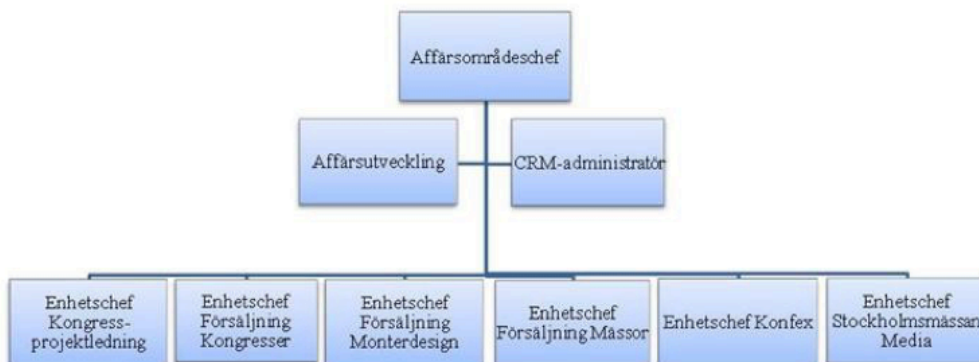 Affärsområdeschef
Affärsutveckling
CRM-administratör
Enhetschef
Kongress-
projektledning
Enhetschef
Försäljning
Kongresser
Enhetschef
Försäljning
Monterdesign
Enhetschef
Försäljning Mässor
Enhetschef Konfex
Enhetschef
Stockholmsmässan
Media